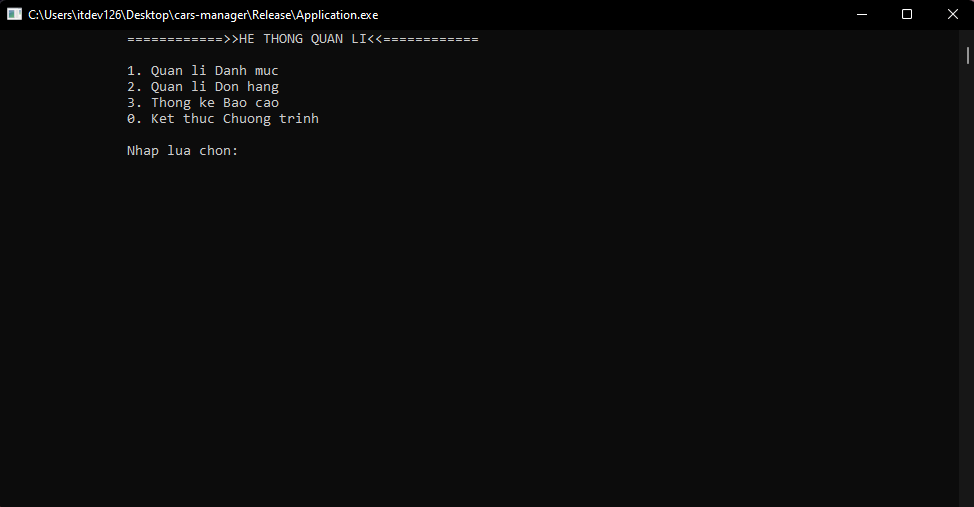 C:\Users\itdev126\Desktop\cars-manager\Release\Application.exe
============>>HE THONG QUAN LI<<============
1. Quan li Danh muc
2. Quan li Don hang
3. Thong ke Bao cao
0. Ket thuc Chuong trinh
Nhap lua chon: